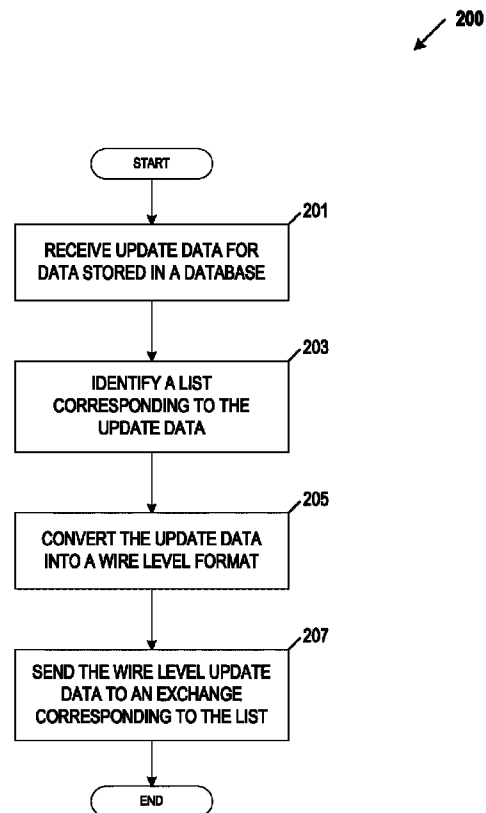 200
START
201
RECEIVE UPDATE DATA FOR
DATA STORED IN A DATABASE
203
IDENTIFY A LIST
CORRESPONDING TO THE
UPDATE DATA
205
CONVERT THE UPDATE DATA
INTO A WIRE LEVEL FORMAT
207
SEND THE WIRE LEVEL UPDATE
DATA TO AN EXCHANGE
CORRESPONDING TO THE LIST
END